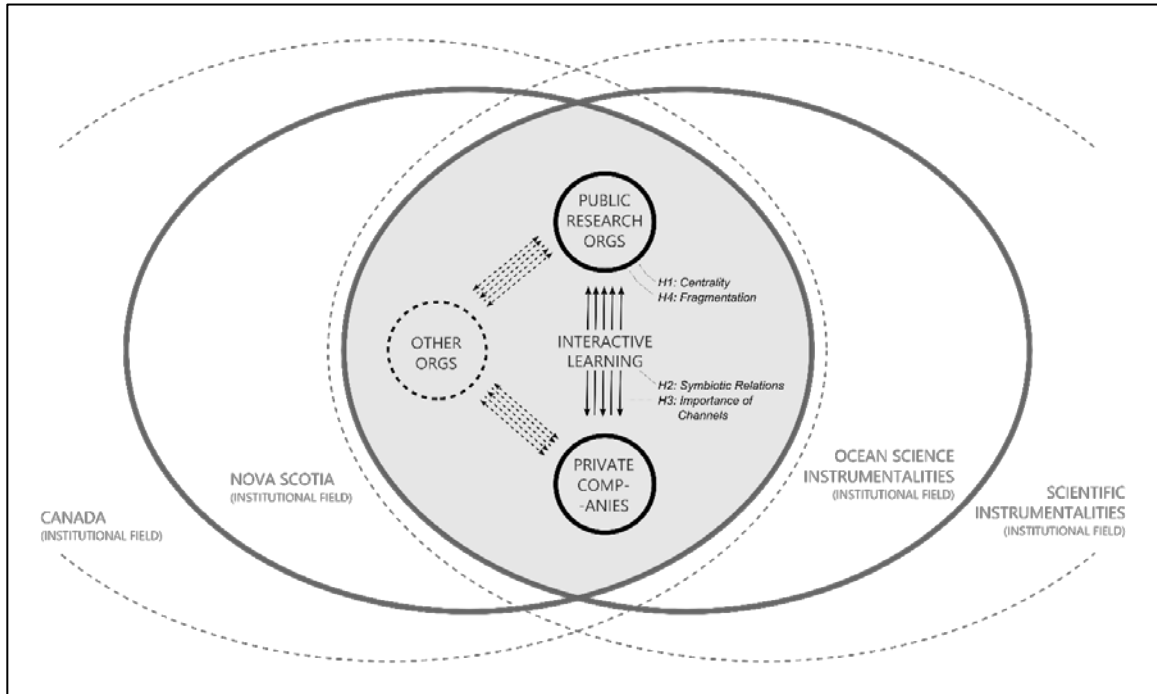 PUBLIC
RESEARCH
ORGS
H1: Centrality
H4: Fragmentation
OTHER
ORGS
INTERACTIVE
LEARNING
H2: Symbiotic Relations
H3: Importance of
Channels
PRIVATE
COMP-
-ANIES
NOVA SCOTIA
(INSTITUTIONAL FIELD)
CANADA
(INSTITUTIONAL FIELD)
OCEAN SCIENCE
INSTRUMENTALITIES
(INSTITUTIONAL FIELD)
SCIENTIFIC
INSTRUMENTALITIES
(INSTITUTIONAL FIELD)